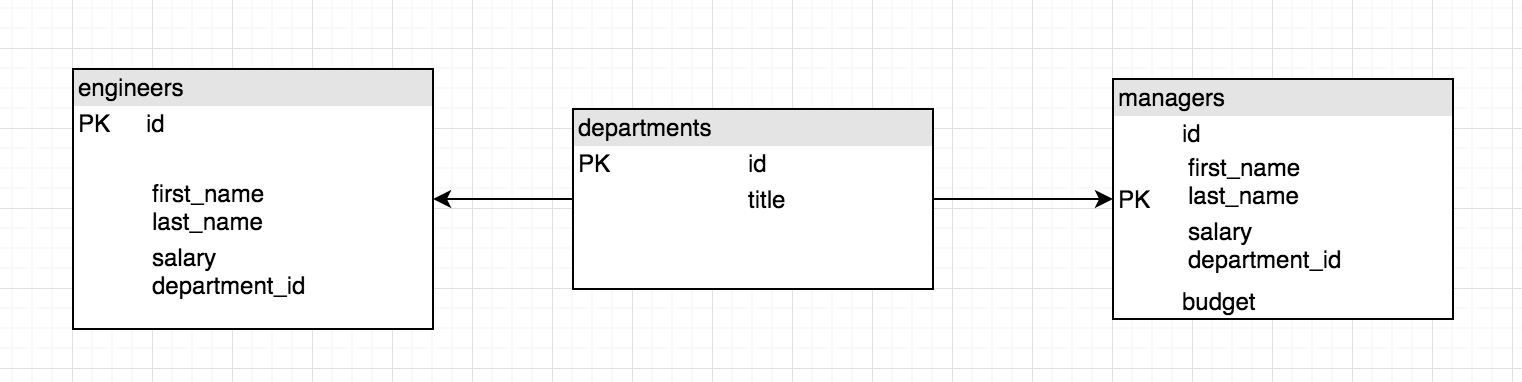 engineers
PK id
first_name
last_name
salary
department_id
departments
PK id
title
managers
id
first_name
PK last_name
salary
department_id
budget